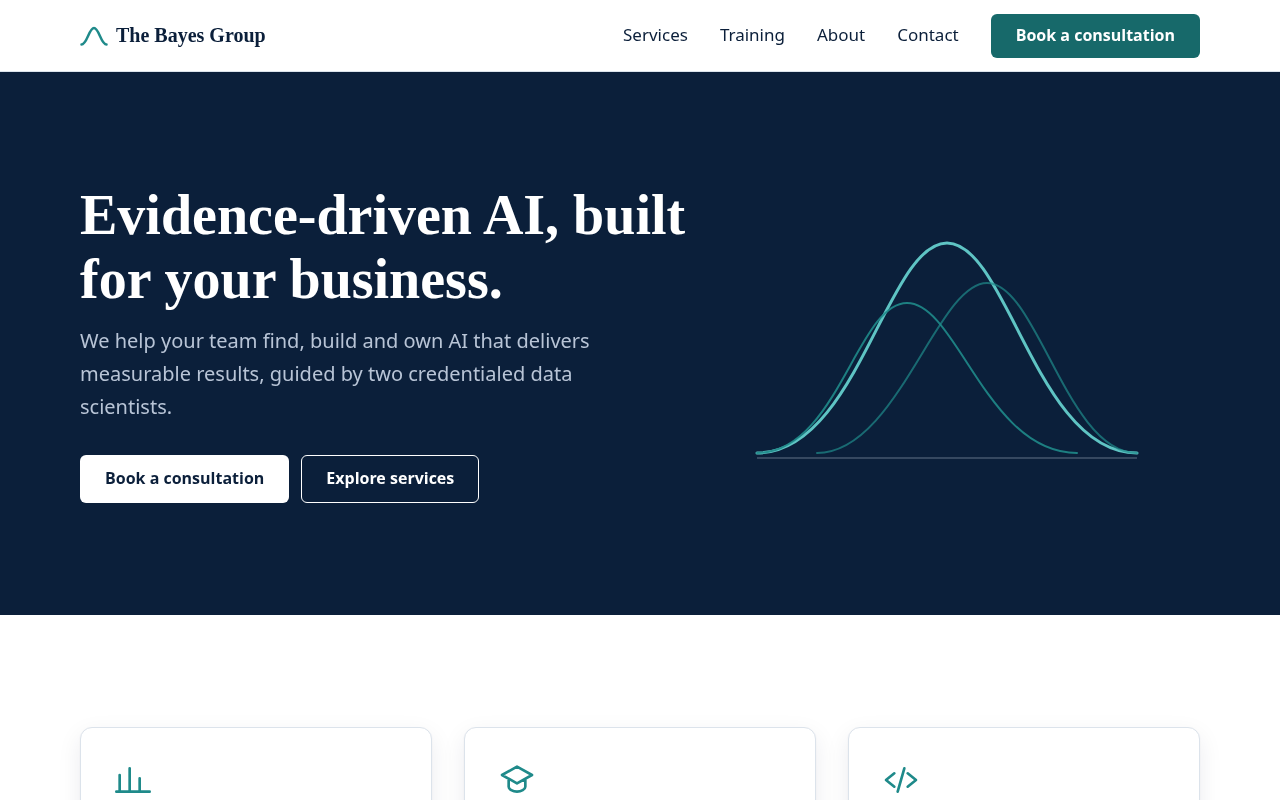 The Bayes Group
Services
Training
About
Contact
Book a consultation
Evidence-driven AI, built
for your business.
We help your team find, build and own AI that delivers
measurable results, guided by two credentialed data
scientists.
Book a consultation
Explore services